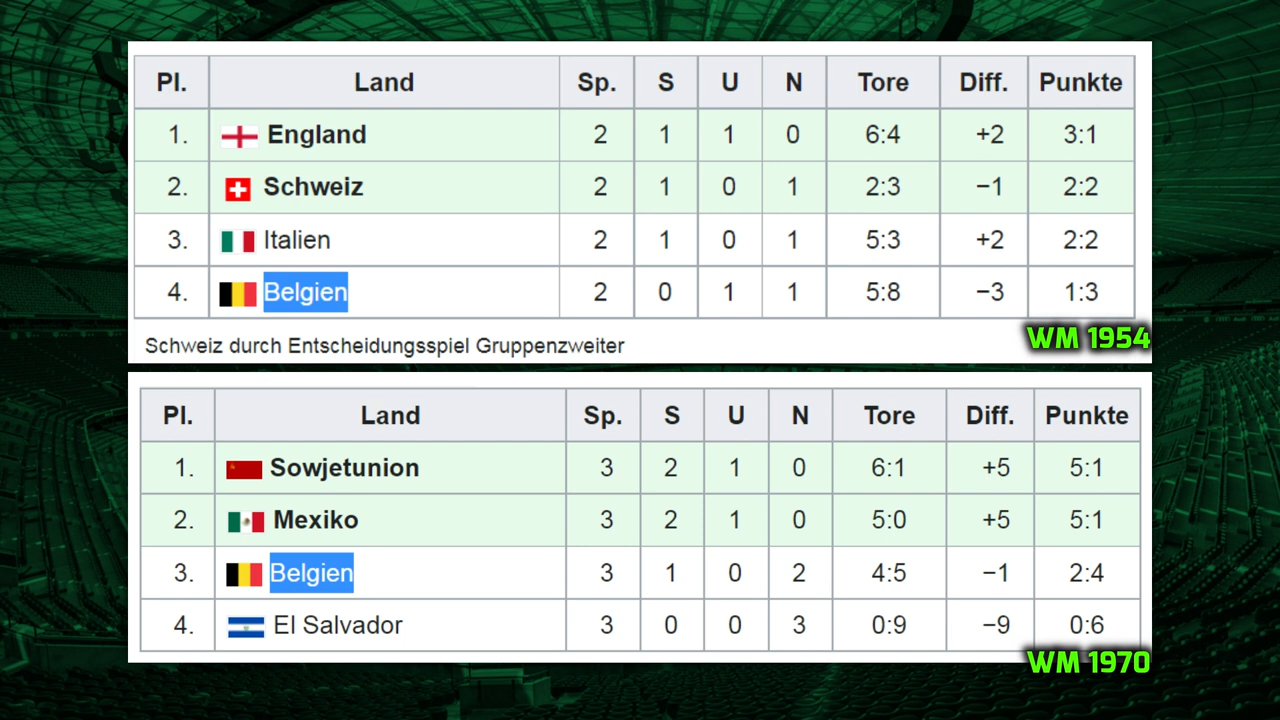 Pl. Land Sp. S U N Tore Diff. Punkte
1. England 2 1 1 0 6:4 +2 3:1
2. Schweiz 2 1 0 1 2:3 −1 2:2
3. Italien 2 1 0 1 5:3 +2 2:2
4. Belgien 2 0 1 1 5:8 −3 1:3
Schweiz durch Entscheidungsspiel Gruppenzweiter
WM 1954
Pl. Land Sp. S U N Tore Diff. Punkte
1. Sowjetunion 3 2 1 0 6:1 +5 5:1
2. Mexiko 3 2 1 0 5:0 +5 5:1
3. Belgien 3 1 0 2 4:5 −1 2:4
4. El Salvador 3 0 0 3 0:9 −9 0:6
WM 1970